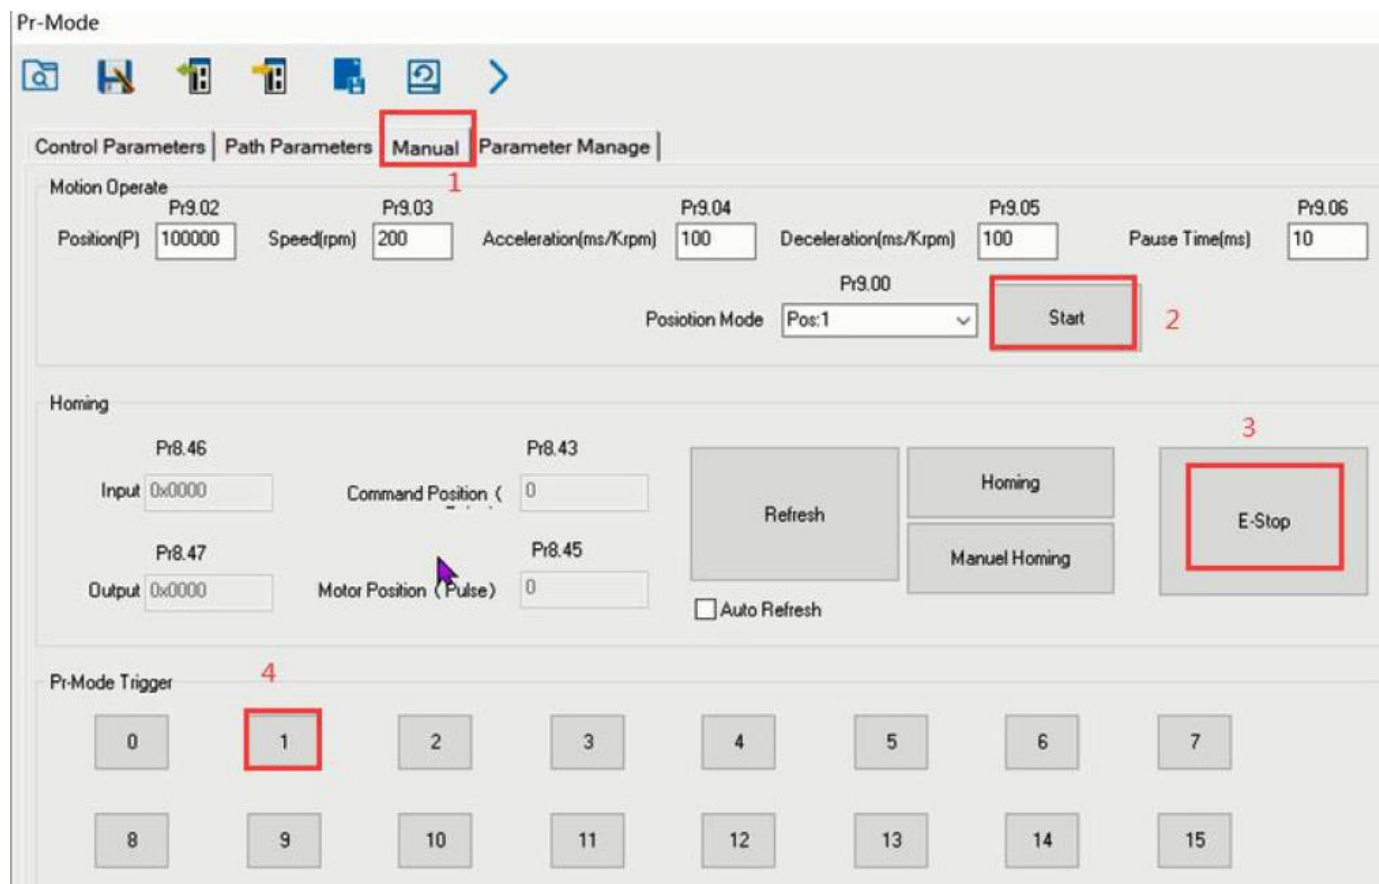 Pr-Mode
Control Parameters Path Parameters Manual Parameter Manage
1
Motion Operate
Pr9.02 Pr9.03 Pr9.04 Pr9.05 Pr9.06
Position(P) 100000 Speed(rpm) 200 Acceleration(ms/Krpm) 100 Deceleration(ms/Krpm) 100 Pause Time(ms) 10
Pr9.00
Posiotion Mode Pos:1 Start 2
Homing
3
Pr8.46 Pr8.43
Input 0x0000 Command Position ( 0 Refresh Homing E-Stop
Pr8.47 Pr8.45 Manuel Homing
Output 0x0000 Motor Position (Pulse) 0
Auto Refresh
4
Pr-Mode Trigger
0 1 2 3 4 5 6 7
8 9 10 11 12 13 14 15